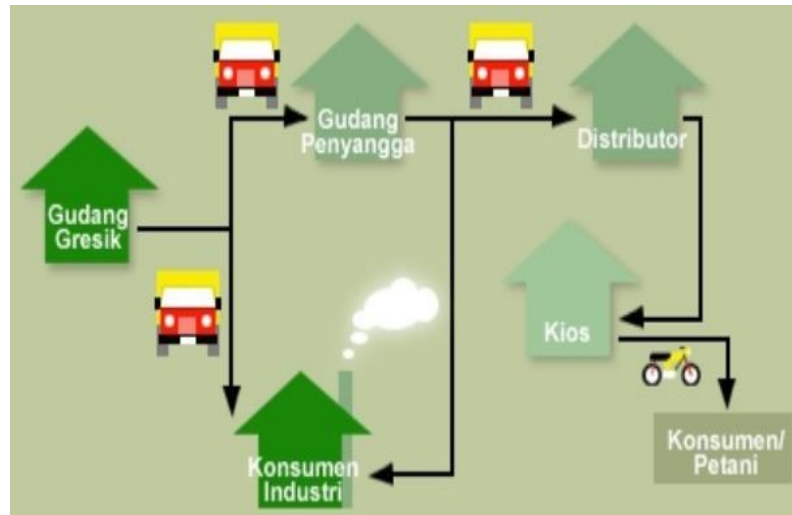 Gudang
Penyangga
Distributor
Gudang
Gresik
Kios
Konsumen
Industri
Konsumen/
Petani